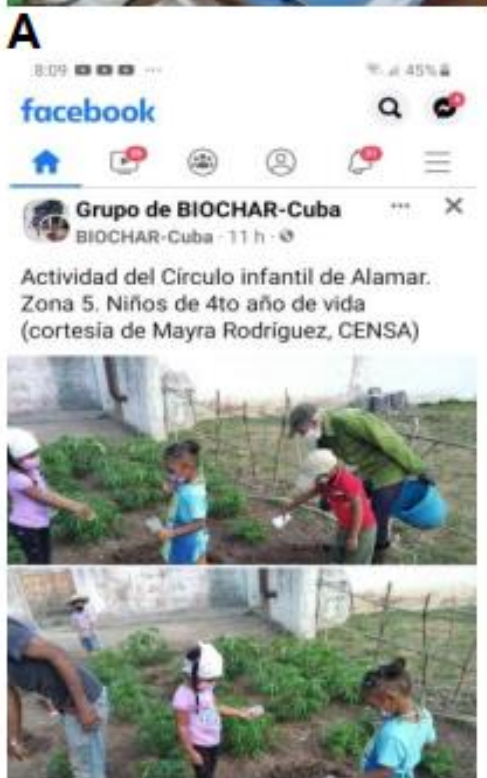 A
8:09
45%
facebook
Grupo de BIOCHAR-Cuba
BIOCHAR-Cuba · 11 h ·
Actividad del Círculo infantil de Alamar.
Zona 5. Niños de 4to año de vida
(cortesía de Mayra Rodríguez, CENSA)